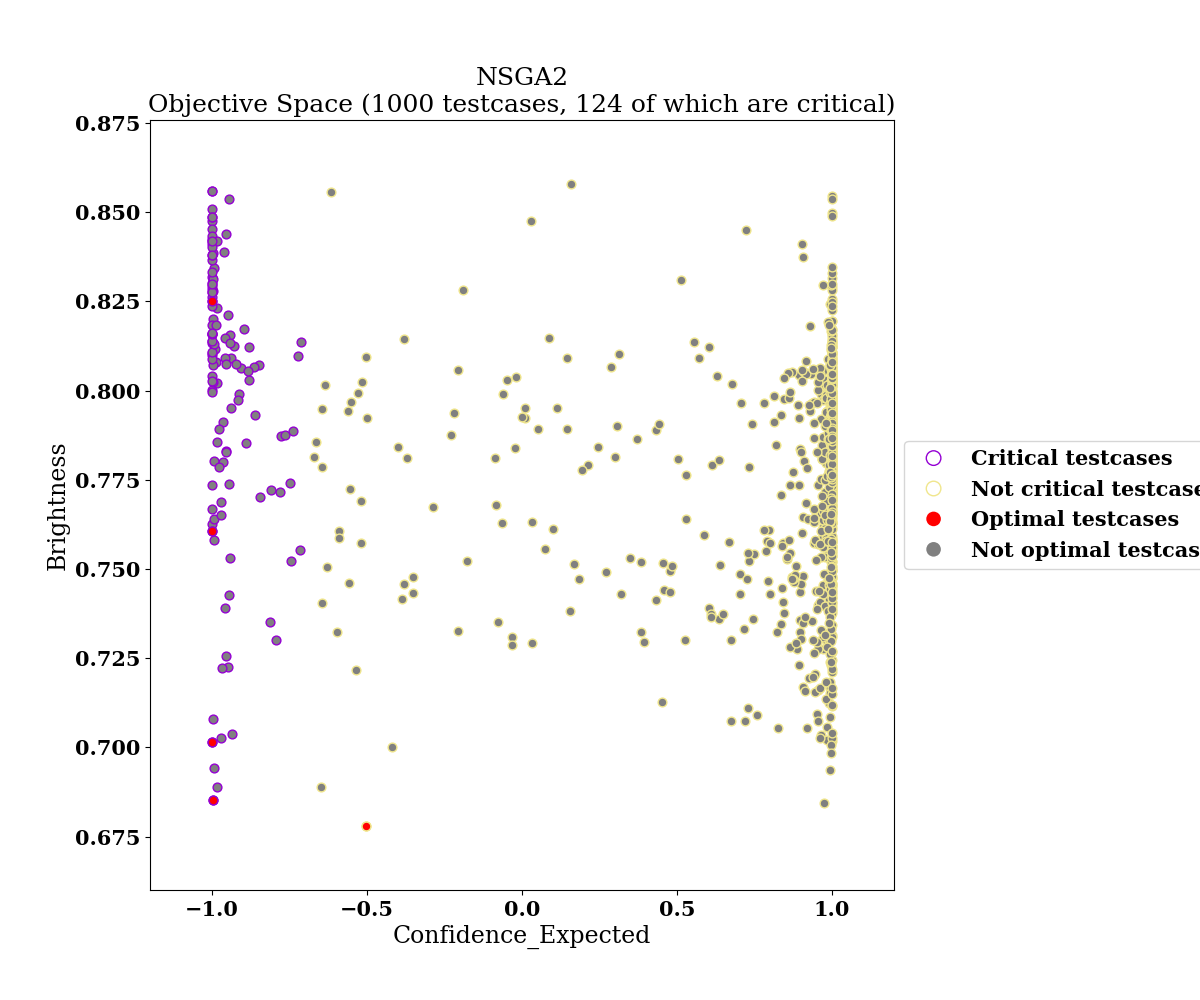 NSGA2
Objective Space (1000 testcases, 124 of which are critical)
0.875
0.850
0.825
0.800
0.775
0.750
0.725
0.700
0.675
Brightness
−1.0
−0.5
0.0
0.5
1.0
Confidence_Expected
Critical testcases
Not critical testcase
Optimal testcases
Not optimal testcas